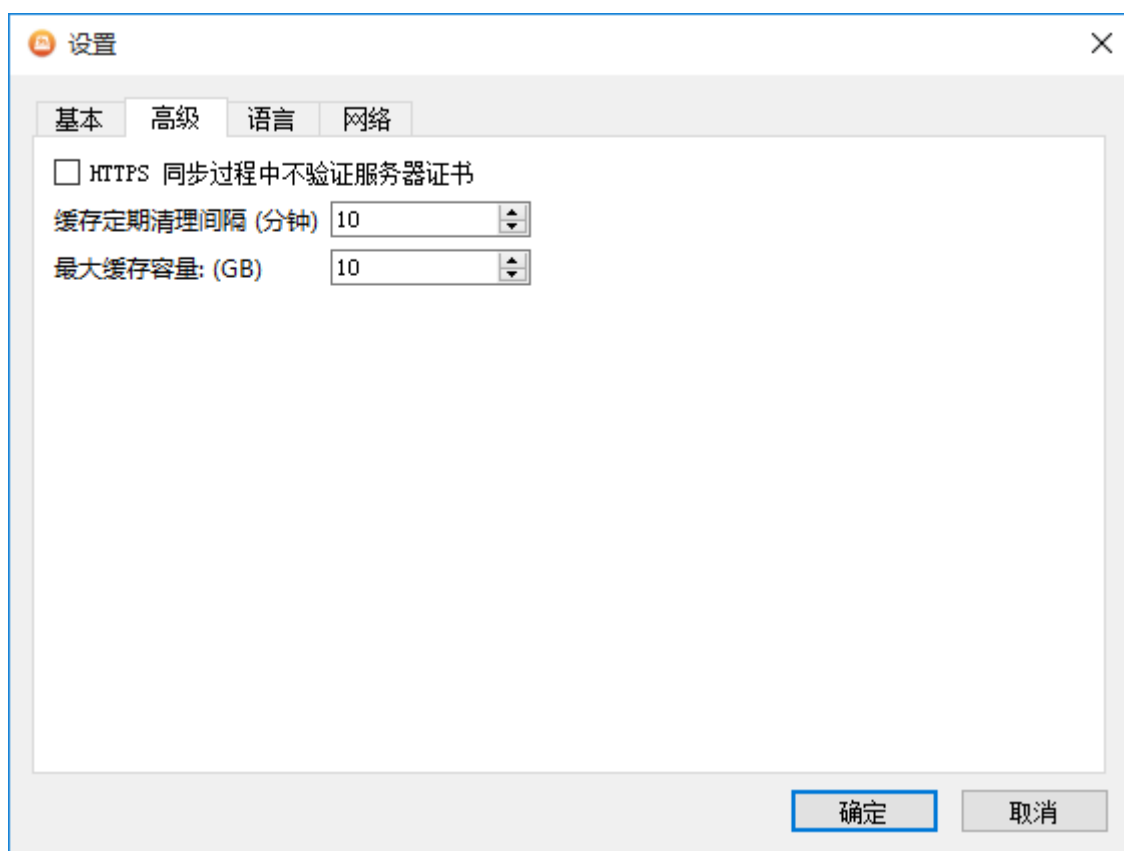 设置
基本 高级 语言 网络
HTTPS 同步过程中不验证服务器证书
缓存定期清理间隔 (分钟) 10
最大缓存容量: (GB) 10
确定 取消